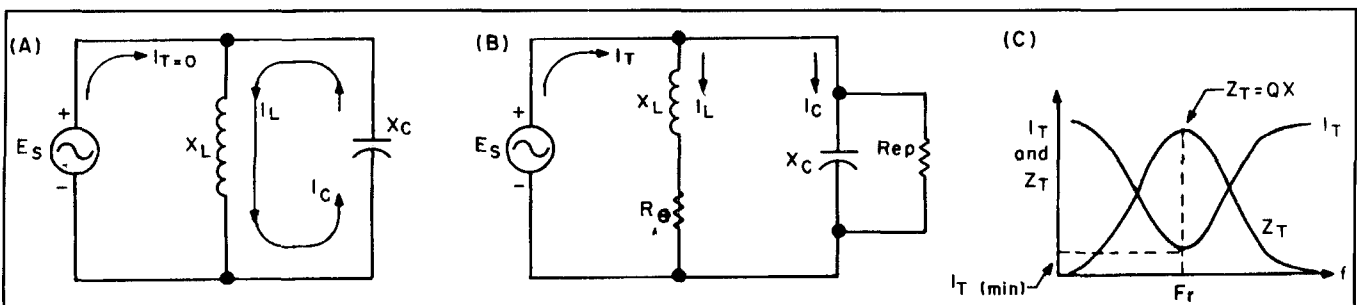 (A)
I_T=0
I_L
X_L
X_C
I_C
+
E_S
-
(B)
I_T
X_L
I_L
I_C
+
E_S
-
X_C
Rep
R
(C)
Z_T=QX
I_T
and
Z_T
I_T
Z_T
f
I_T (min)
Fr